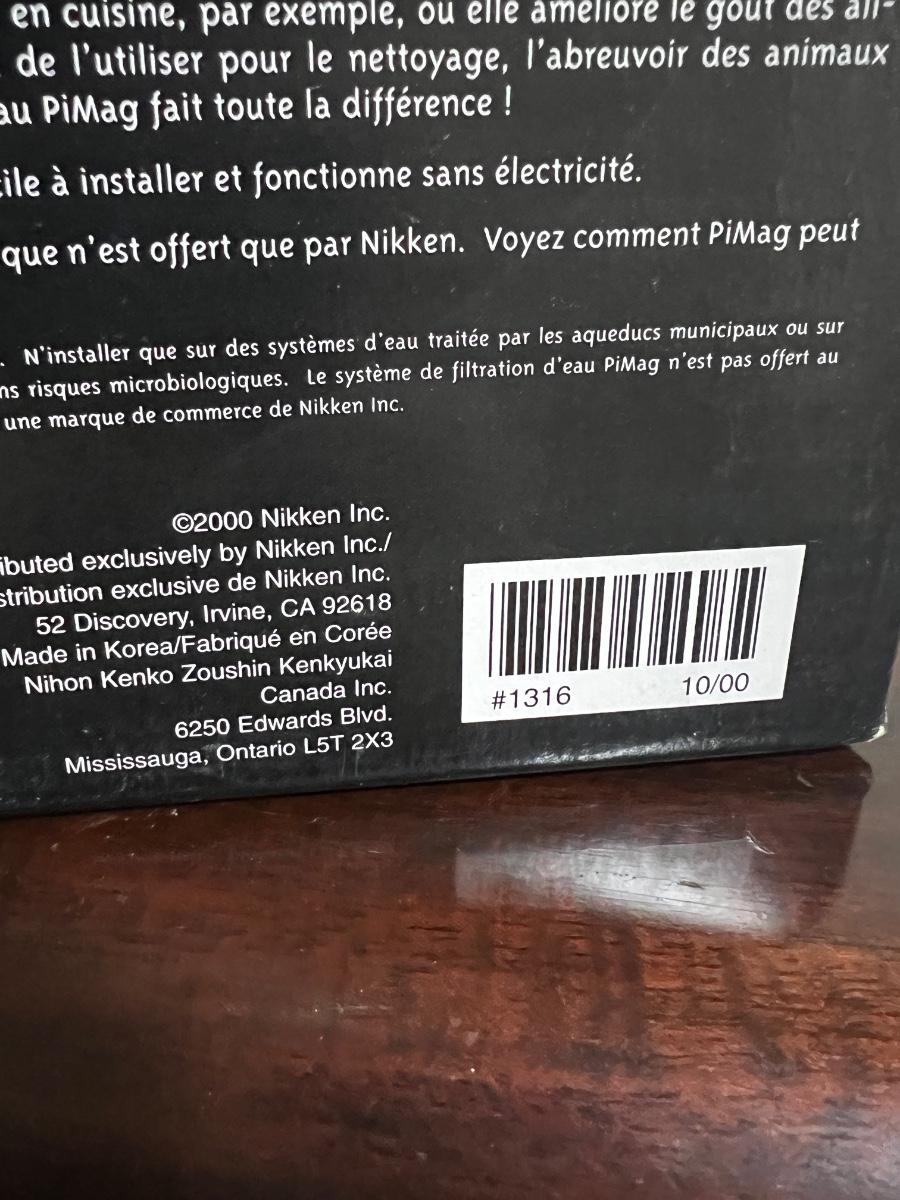 en cuisine, par exemple, ou elle améliore le goût des ali-
de l'utiliser pour le nettoyage, l'abreuvoir des animaux
au PiMag fait toute la différence !
cile à installer et fonctionne sans électricité.
que n'est offert que par Nikken. Voyez comment PiMag peut
. N'installer que sur des systèmes d'eau traitée par les aqueducs municipaux ou sur
ns risques microbiologiques. Le système de filtration d'eau PiMag n'est pas offert au
une marque de commerce de Nikken Inc.
©2000 Nikken Inc.
ibuted exclusively by Nikken Inc./
stribution exclusive de Nikken Inc.
52 Discovery, Irvine, CA 92618
Made in Korea/Fabriqué en Corée
Nihon Kenko Zoushin Kenkyukai
Canada Inc.
6250 Edwards Blvd.
Mississauga, Ontario L5T 2X3
#1316 10/00